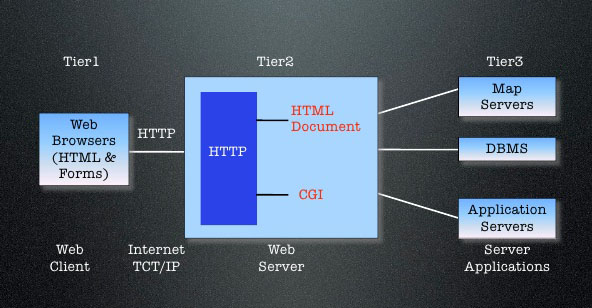 Tier1
Tier2
Tier3
Web
Browsers
(HTML &
Forms)
HTTP
HTTP
HTML
Document
CGI
Map
Servers
DBMS
Application
Servers
Web
Client
Internet
TCT/IP
Web
Server
Server
Applications